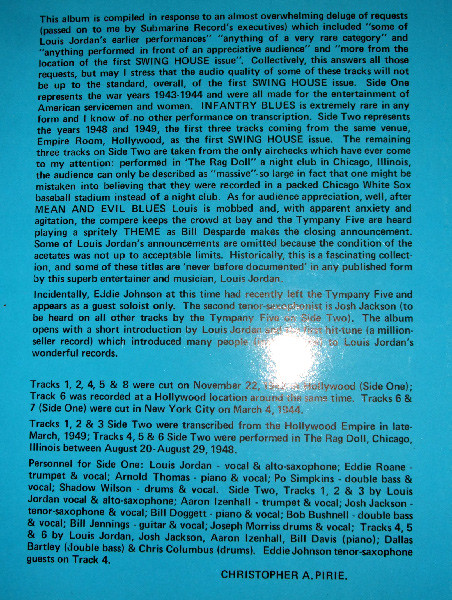 This album is compiled in response to an almost overwhelming deluge of requests
(passed on to me by Submarine Record's executives) which included "some of
Louis Jordan's earlier performances" "anything of a very rare category" and
"anything performed in front of an appreciative audience" and "more from the
location of the first SWING HOUSE issue". Collectively, this answers all those
requests, but may I stress that the audio quality of some of these tracks will not
be up to the standard, overall, of the first SWING HOUSE issue. Side One
represents the war years 1943-1944 and were all made for the entertainment of
American servicemen and women. INFANTRY BLUES is extremely rare in any
form and I know of no other performance on transcription. Side Two represents
the years 1948 and 1949, the first three tracks coming from the same venue,
Empire Room, Hollywood, as the first SWING HOUSE issue. The remaining
three tracks on Side Two are taken from the only airchecks which have ever come
to my attention: performed in 'The Rag Doll" a night club in Chicago, Illinois,
the audience can only be described as "massive"-so large in fact that one might be
mistaken into believing that they were recorded in a packed Chicago White Sox
baseball stadium instead of a night club. As for audience appreciation, well, after
MEAN AND EVIL BLUES Louis is mobbed and, with apparent anxiety and
agitation, the compere keeps the crowd at bay and the Tympany Five are heard
playing a spritely THEME as Bill Desparde makes the closing announcement.
Some of Louis Jordan's announcements are omitted because the condition of the
acetates was not up to acceptable limits. Historically, this is a fascinating collect-
ion, and some of these titles are 'never before documented' in any published form
by this superb entertainer and musician, Louis Jordan.
Incidentally, Eddie Johnson at this time had recently left the Tympany Five and
appears as a guest soloist only. The second tenor-saxophonist is Josh Jackson (to
be heard on all other tracks by the Tympany Five on Side Two). The album
opens with a short introduction by Louis Jordan and first hit-tone (a million-
seller record) which introduced many people to Louis Jordan's
wonderful records.
Tracks 1, 2, 4, 5 & 8 were cut on November 22, Hollywood (Side One);
Track 6 was recorded at a Hollywood location around the same time. Tracks 6 &
7 (Side One) were cut in New York City on March 4, 1944.
Tracks 1, 2 & 3 Side Two were transcribed from the Hollywood Empire in late-
March, 1949; Tracks 4, 5 & 6 Side Two were performed in The Rag Doll, Chicago,
Illinois between August 20-August 29, 1948.
Personnel for Side One: Louis Jordan - vocal & alto-saxophone; Eddie Roane -
trumpet & vocal; Arnold Thomas - piano & vocal; Po Simpkins - double bass &
vocal; Shadow Wilson - drums & vocal. Side Two, Tracks 1, 2 & 3 by Louis
Jordan vocal & alto-saxophone; Aaron Izenhall - trumpet & vocal; Josh Jackson -
tenor-saxophone & vocal; Bill Doggett - piano & vocal; Bob Bushnell - double bass
& vocal; Bill Jennings - guitar & vocal; Joseph Morriss drums & vocal; Tracks 4, 5
& 6 by Louis Jordan, Josh Jackson, Aaron Izenhall, Bill Davis (piano); Dallas
Bartley (double bass) & Chris Columbus (drums). Eddie Johnson tenor-saxophone
guests on Track 4.
CHRISTOPHER A. PIRIE.